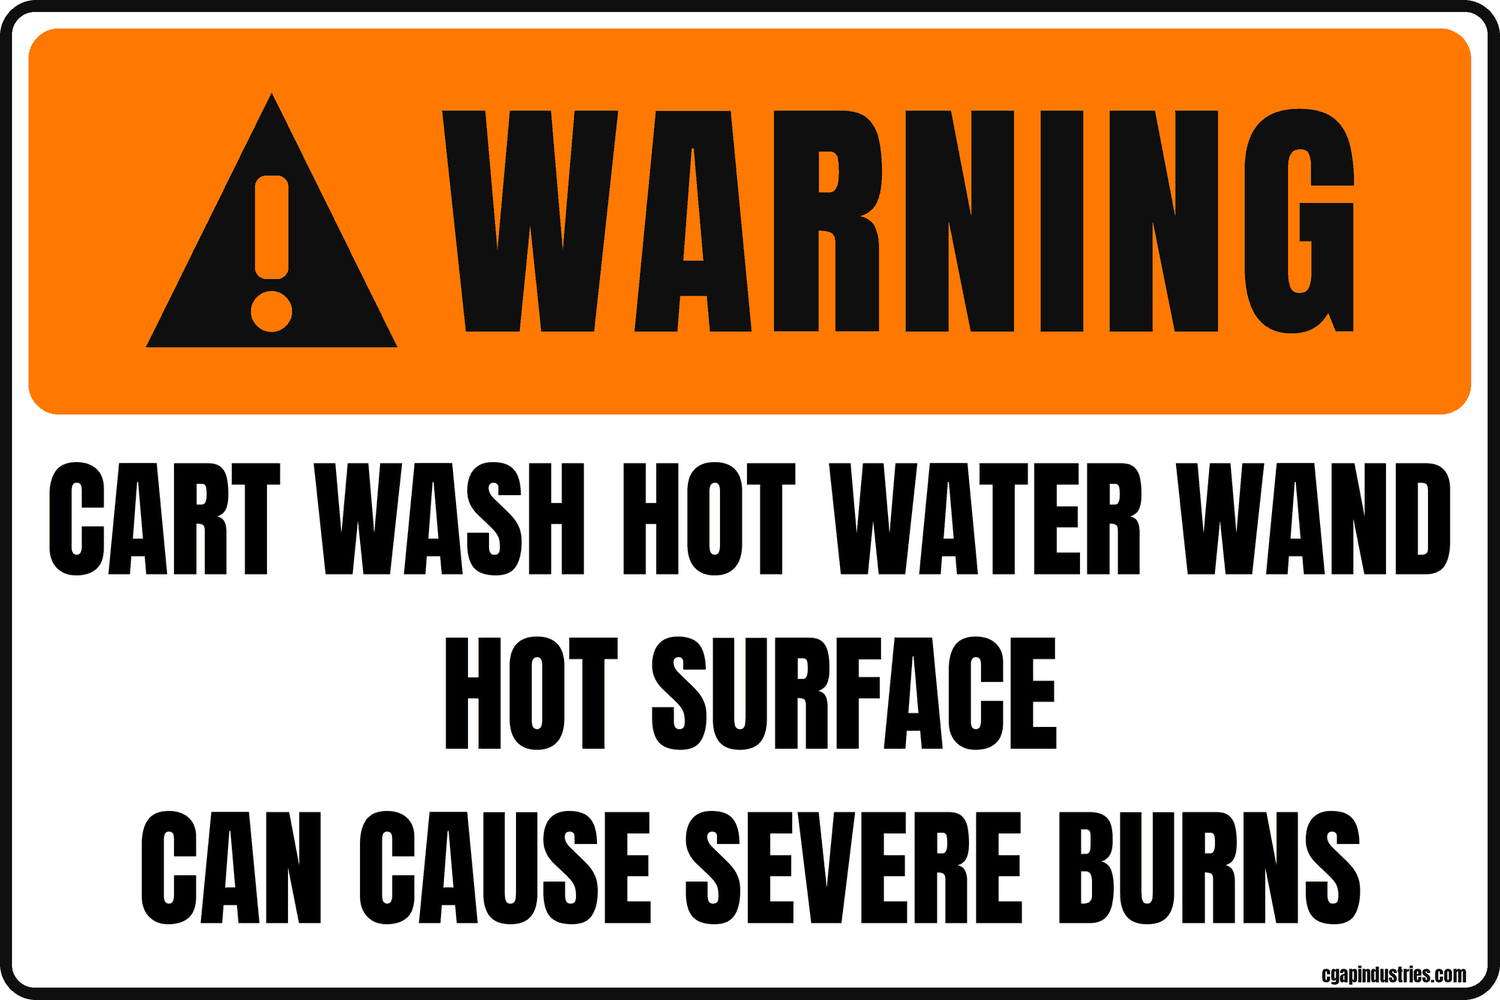 WARNING
CART WASH HOT WATER WAND
HOT SURFACE
CAN CAUSE SEVERE BURNS
cgapindustries.com